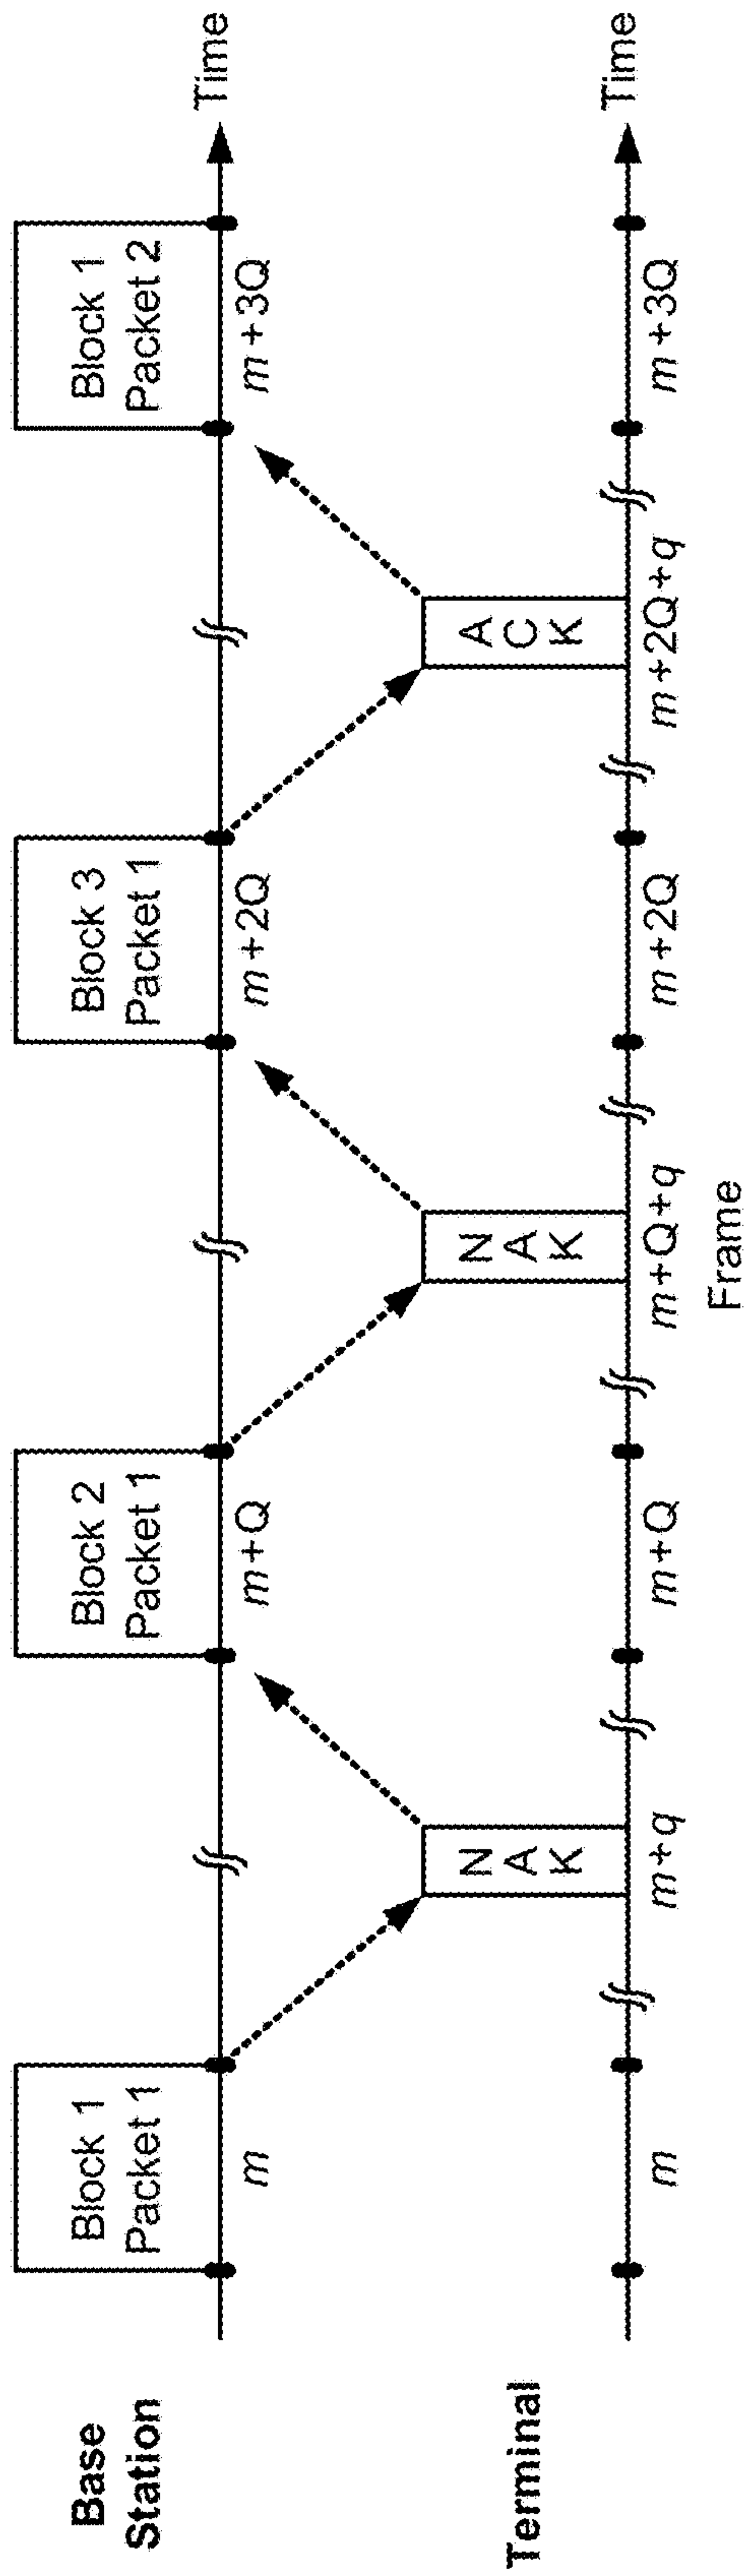 Block 1
Packet 1
Block 2
Packet 1
Block 3
Packet 1
Block 1
Packet 2
Base
Station
m
m+Q
m+2Q
m+3Q
Time
N
A
K
N
A
K
A
C
K
Terminal
m
m+q
m+Q
m+Q+q
m+2Q
m+2Q+q
m+3Q
Time
Frame